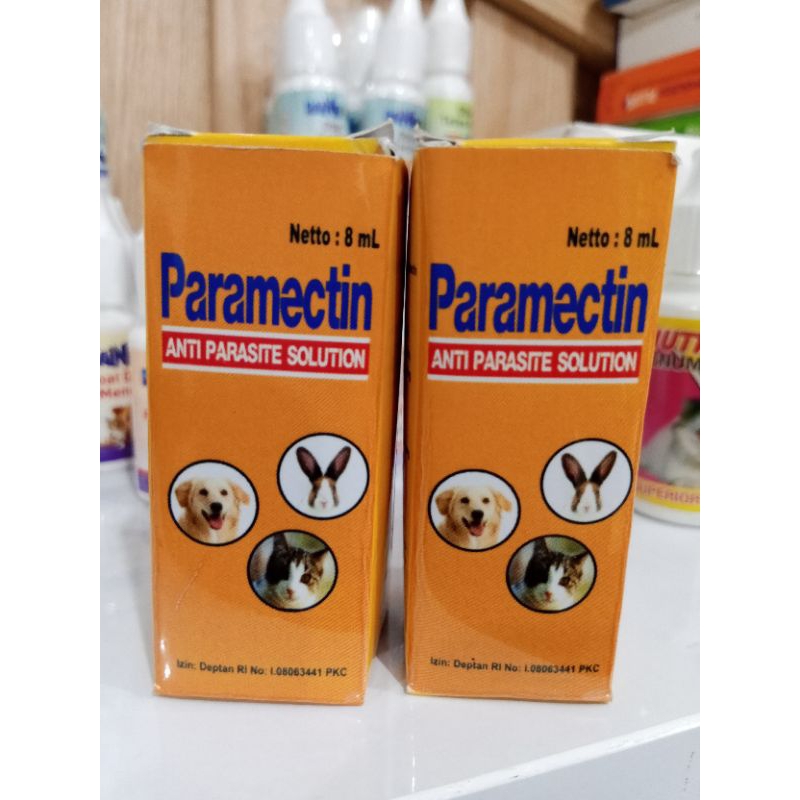 Netto : 8 mL
Paramectin
ANTI PARASITE SOLUTION
Izin: Deptan RI No: I.08063441 PKC
Netto : 8 mL
Paramectin
ANTI PARASITE SOLUTION
Izin: Deptan RI No: I.08063441 PKC